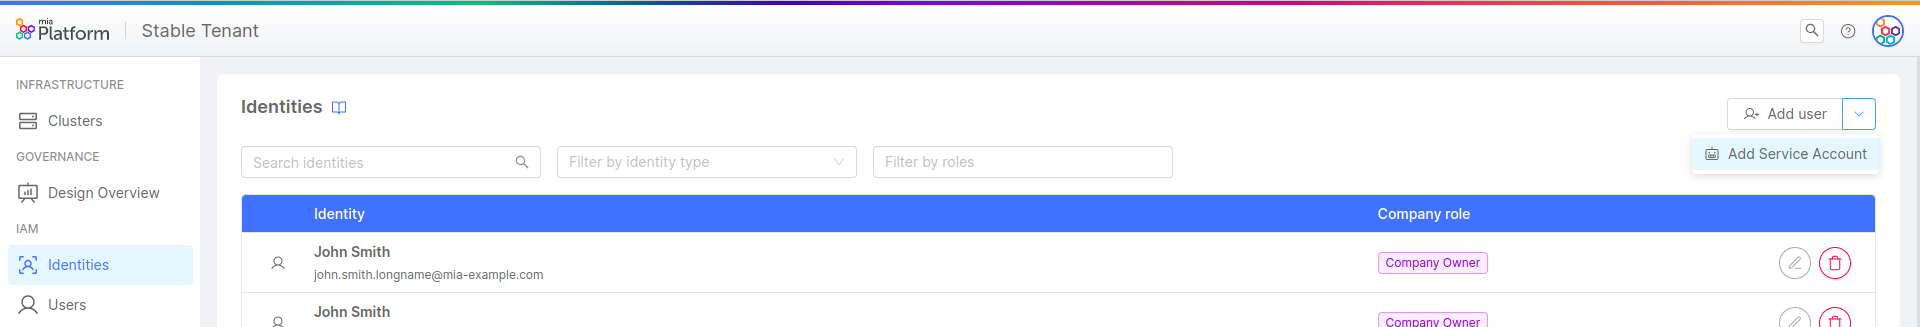 mia
Platform
Stable Tenant
INFRASTRUCTURE
Clusters
GOVERNANCE
Design Overview
IAM
Identities
Users
Identities
Add user
Add Service Account
Search identities
Filter by identity type
Filter by roles
Identity
Company role
John Smith
john.smith.longname@mia-example.com
Company Owner
John Smith
Company Owner